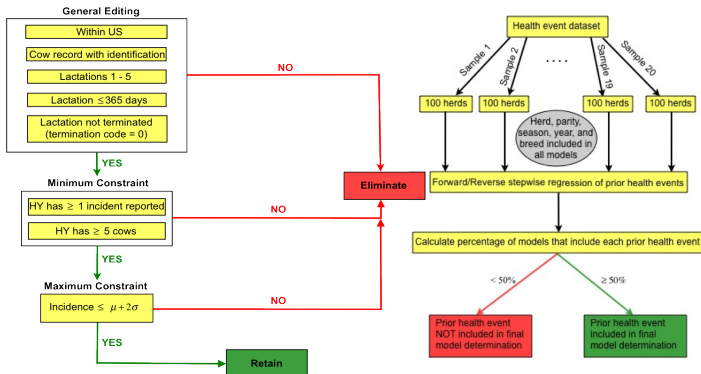 General Editing
Within US
Cow record with identification
Lactations 1 - 5
Lactation ≤365 days
Lactation not terminated
(termination code = 0)
NO
YES
Minimum Constraint
HY has ≥ 1 incident reported
HY has ≥ 5 cows
NO
YES
Maximum Constraint
Incidence ≤ μ+2σ
NO
YES
Eliminate
Retain
Health event dataset
Sample 1
Sample 2
....
Sample 19
Sample 20
100 herds
100 herds
100 herds
100 herds
Herd, parity,
season, year, and
breed included in
all models
Forward/Reverse stepwise regression of prior health events
Calculate percentage of models that include each prior health event
< 50%
≥ 50%
Prior health event
NOT included in final
model determination
Prior health event
included in final
model determination